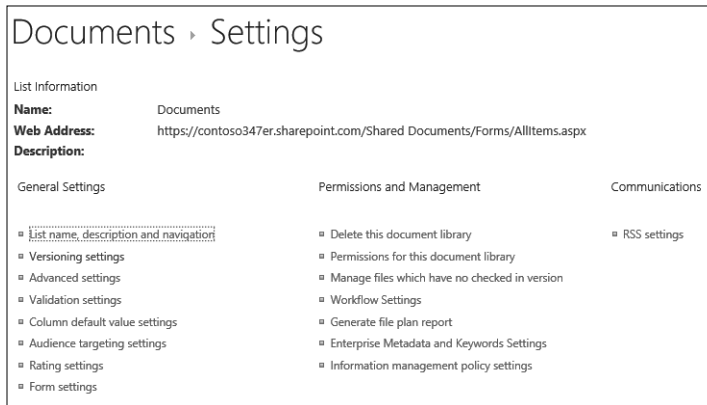 Documents ▸ Settings
List Information
Name: Documents
Web Address: https://contoso347er.sharepoint.com/Shared Documents/Forms/AllItems.aspx
Description:
General Settings
List name, description and navigation
Versioning settings
Advanced settings
Validation settings
Column default value settings
Audience targeting settings
Rating settings
Form settings
Permissions and Management
Delete this document library
Permissions for this document library
Manage files which have no checked in version
Workflow Settings
Generate file plan report
Enterprise Metadata and Keywords Settings
Information management policy settings
Communications
RSS settings